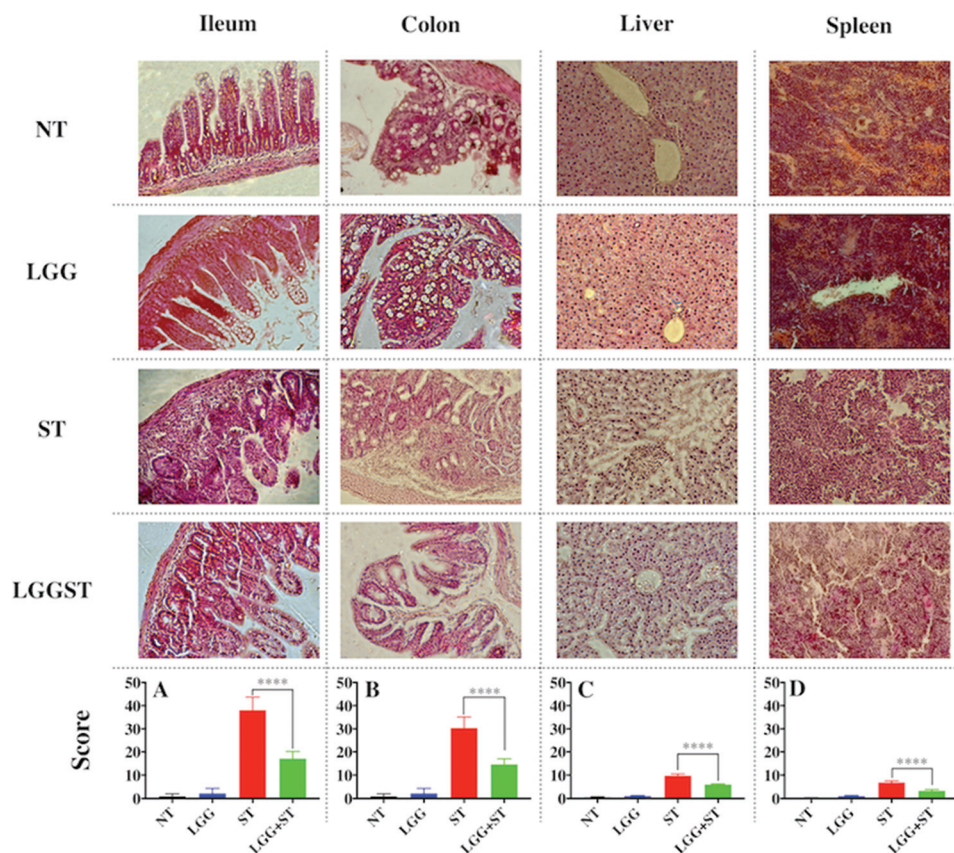 Ileum Colon Liver Spleen
NT
LGG
ST
LGGST
Score
A
50
40
30
20
10
0
****
NT LGG ST LGG+ST
B
50
40
30
20
10
0
****
NT LGG ST LGG+ST
C
50
40
30
20
10
0
****
NT LGG ST LGG+ST
D
50
40
30
20
10
0
****
NT LGG ST LGG+ST